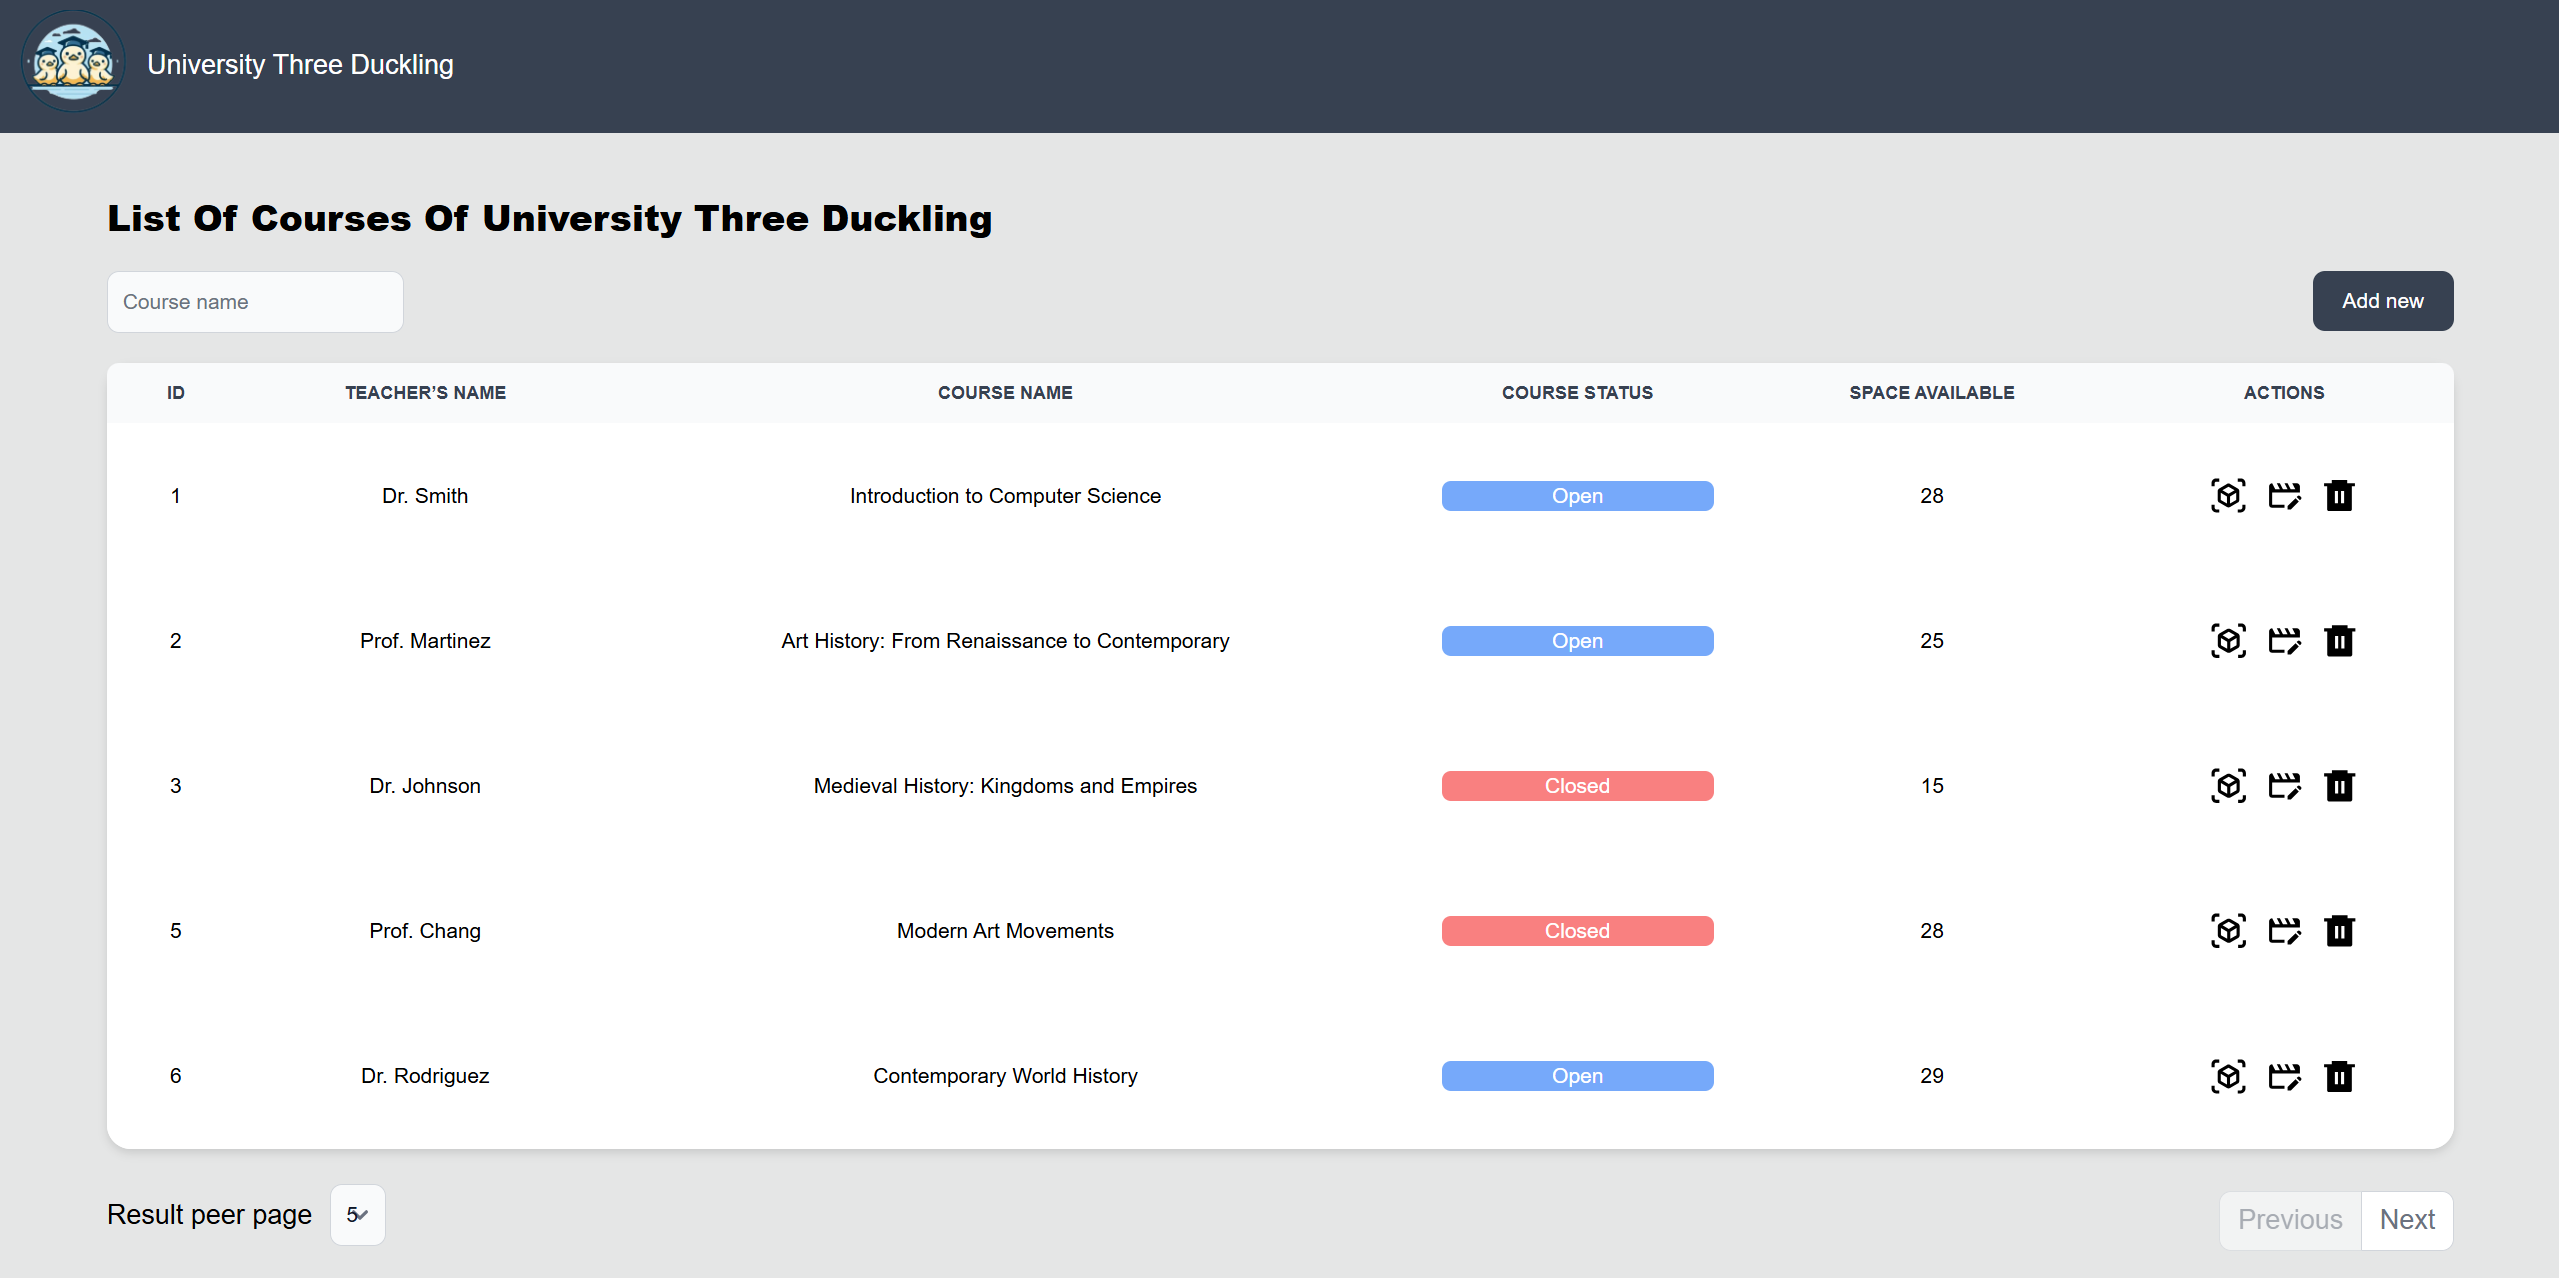 University Three Duckling
List Of Courses Of University Three Duckling
Course name
Add new
ID TEACHER’S NAME COURSE NAME COURSE STATUS SPACE AVAILABLE ACTIONS
1 Dr. Smith Introduction to Computer Science Open 28
2 Prof. Martinez Art History: From Renaissance to Contemporary Open 25
3 Dr. Johnson Medieval History: Kingdoms and Empires Closed 15
5 Prof. Chang Modern Art Movements Closed 28
6 Dr. Rodriguez Contemporary World History Open 29
Result peer page 5
Previous Next